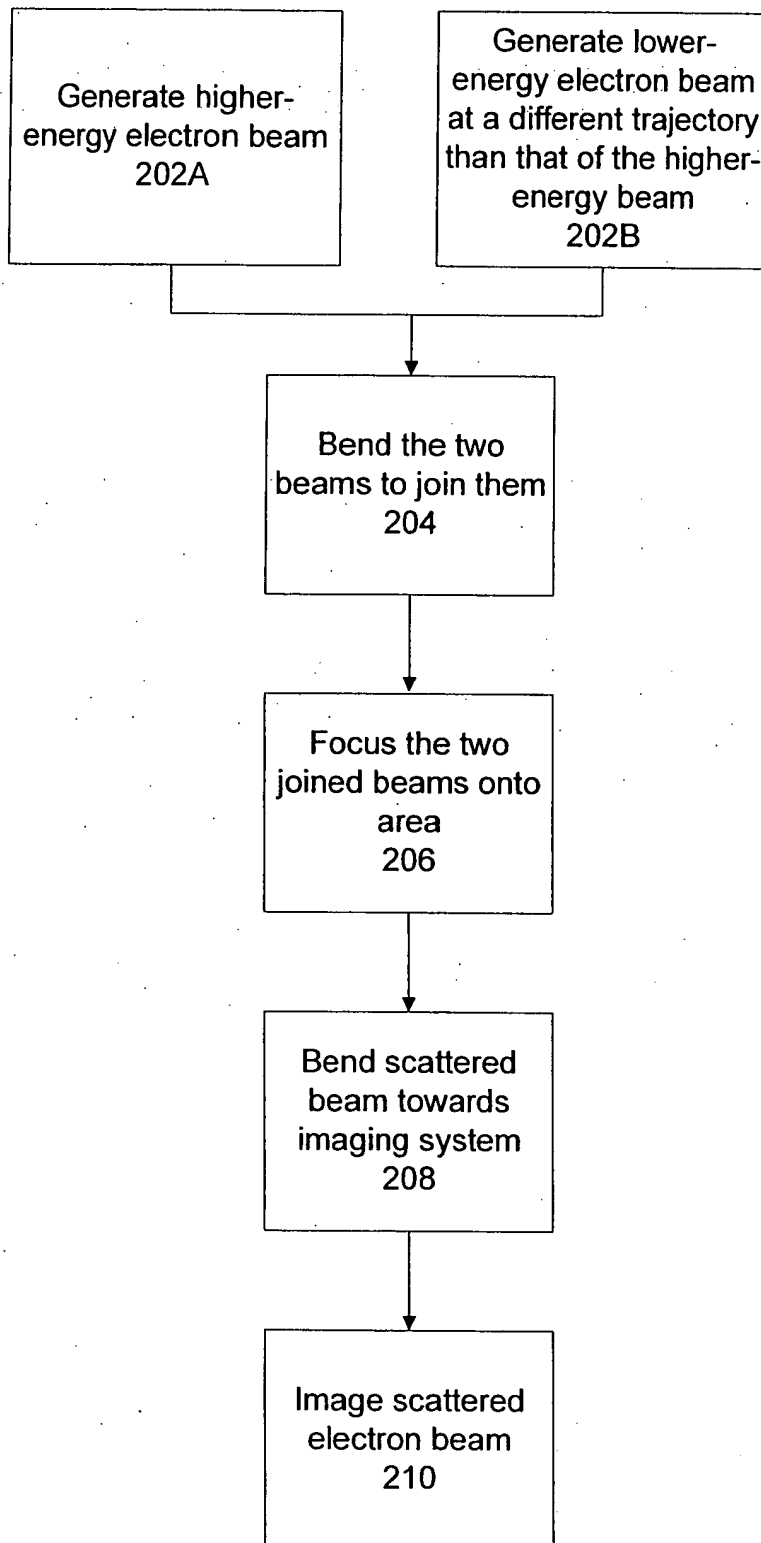 Generate higher-
energy electron beam
202A
Generate lower-
energy electron beam
at a different trajectory
than that of the higher-
energy beam
202B
Bend the two
beams to join them
204
Focus the two
joined beams onto
area
206
Bend scattered
beam towards
imaging system
208
Image scattered
electron beam
210